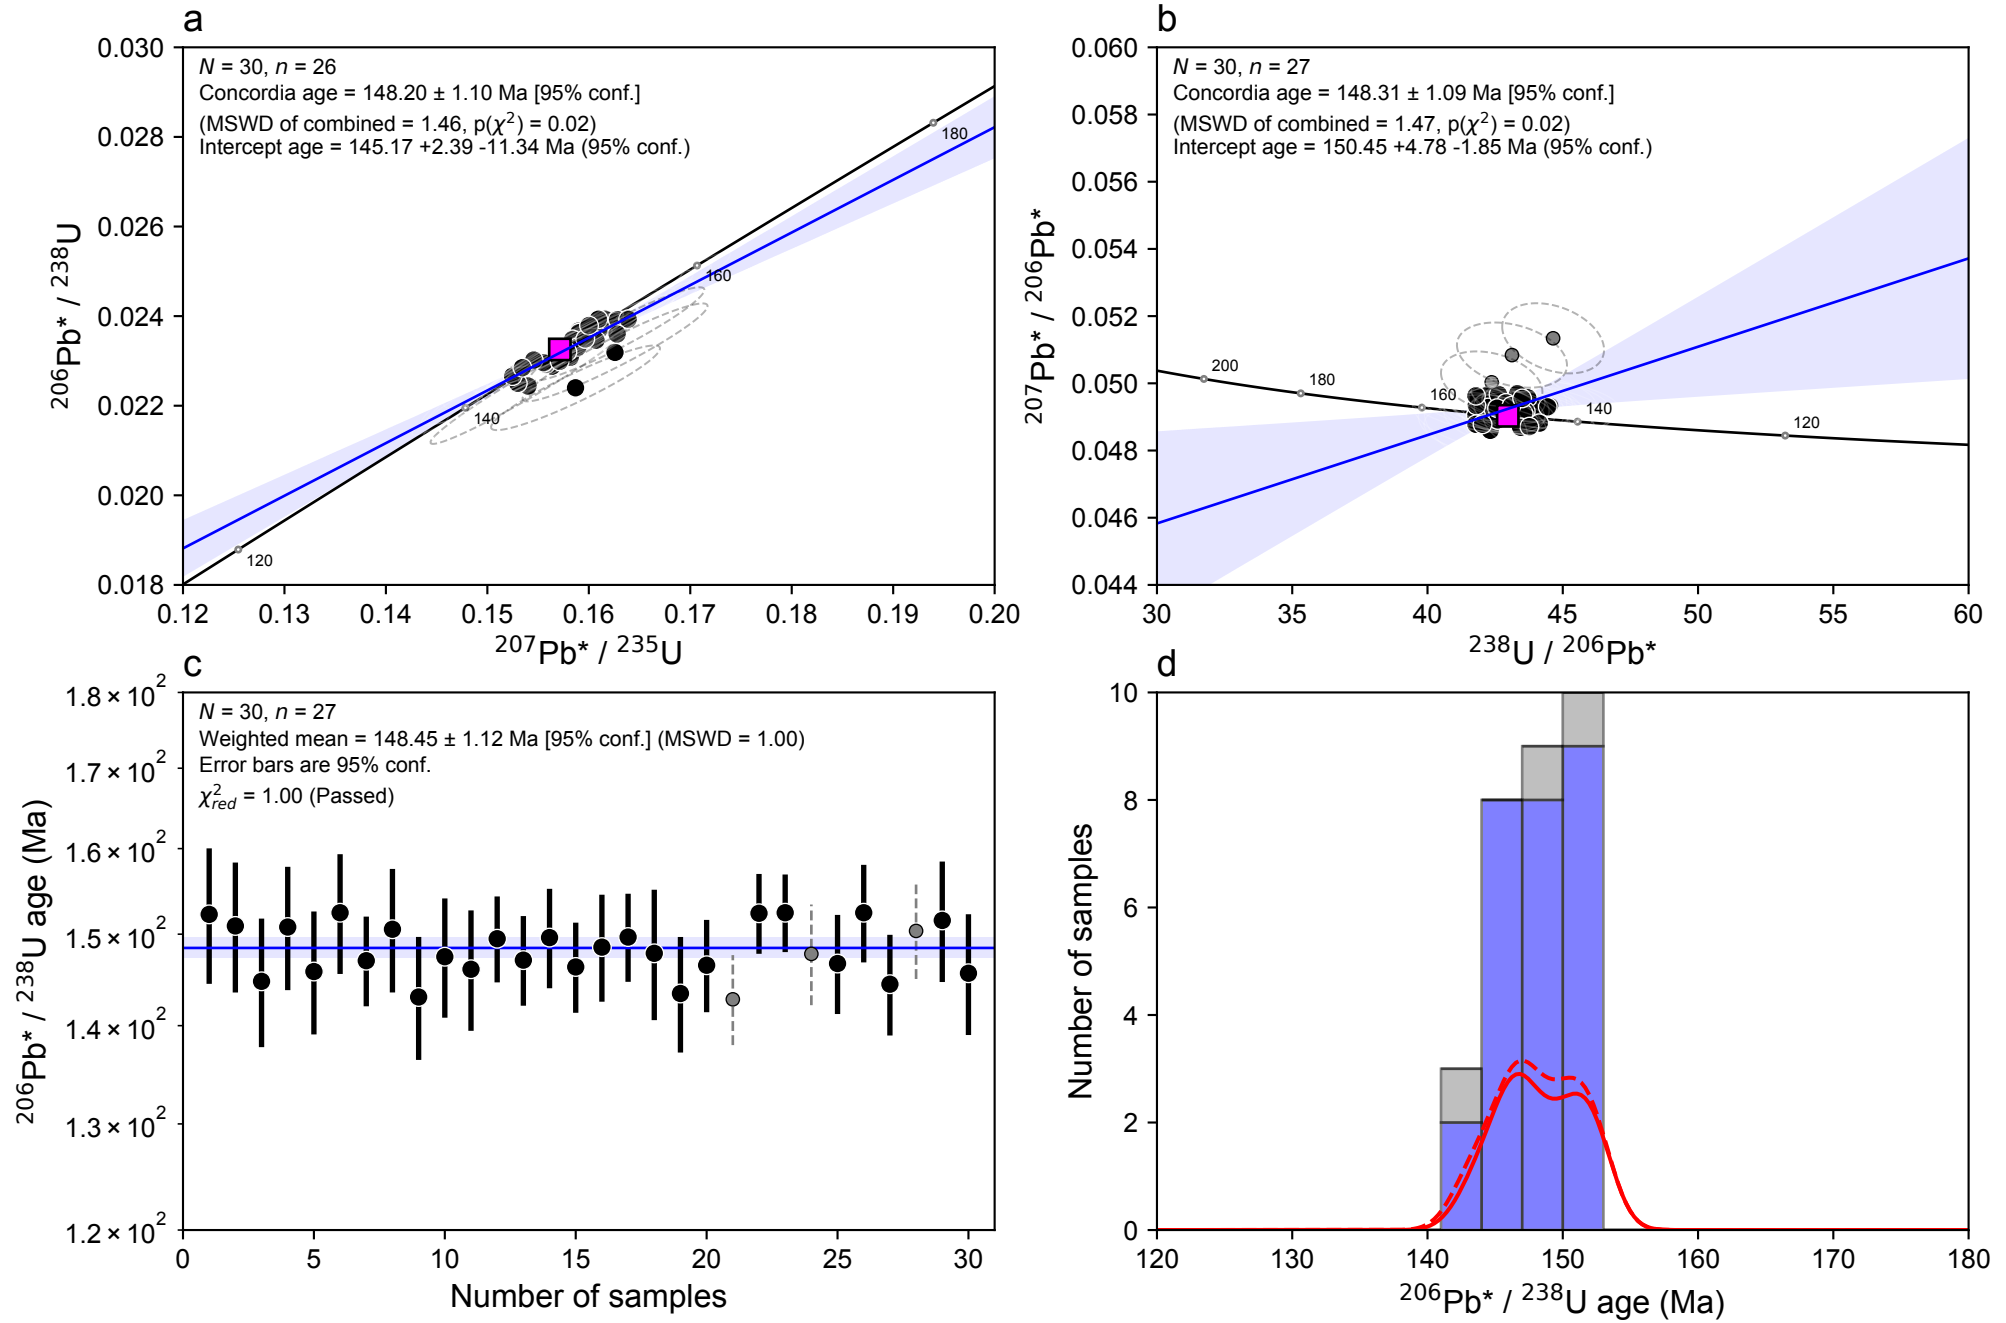 a
N = 30, n = 26
Concordia age = 148.20 ± 1.10 Ma [95% conf.]
(MSWD of combined = 1.46, p(χ²) = 0.02)
Intercept age = 145.17 +2.39 -11.34 Ma (95% conf.)
0.030
0.028
0.026
0.024
0.022
0.020
0.018
²⁰⁶Pb* / ²³⁸U
180
160
140
120
0.12 0.13 0.14 0.15 0.16 0.17 0.18 0.19 0.20
²⁰⁷Pb* / ²³⁵U
b
N = 30, n = 27
Concordia age = 148.31 ± 1.09 Ma [95% conf.]
(MSWD of combined = 1.47, p(χ²) = 0.02)
Intercept age = 150.45 +4.78 -1.85 Ma (95% conf.)
0.060
0.058
0.056
0.054
0.052
0.050
0.048
0.046
0.044
²⁰⁷Pb* / ²⁰⁶Pb*
200
180
160
140
120
30 35 40 45 50 55 60
²³⁸U / ²⁰⁶Pb*
c
N = 30, n = 27
Weighted mean = 148.45 ± 1.12 Ma [95% conf.] (MSWD = 1.00)
Error bars are 95% conf.
χ²red = 1.00 (Passed)
1.8 × 10²
1.7 × 10²
1.6 × 10²
1.5 × 10²
1.4 × 10²
1.3 × 10²
1.2 × 10²
²⁰⁶Pb* / ²³⁸U age (Ma)
0 5 10 15 20 25 30
Number of samples
d
10
8
6
4
2
0
Number of samples
120 130 140 150 160 170 180
²⁰⁶Pb* / ²³⁸U age (Ma)